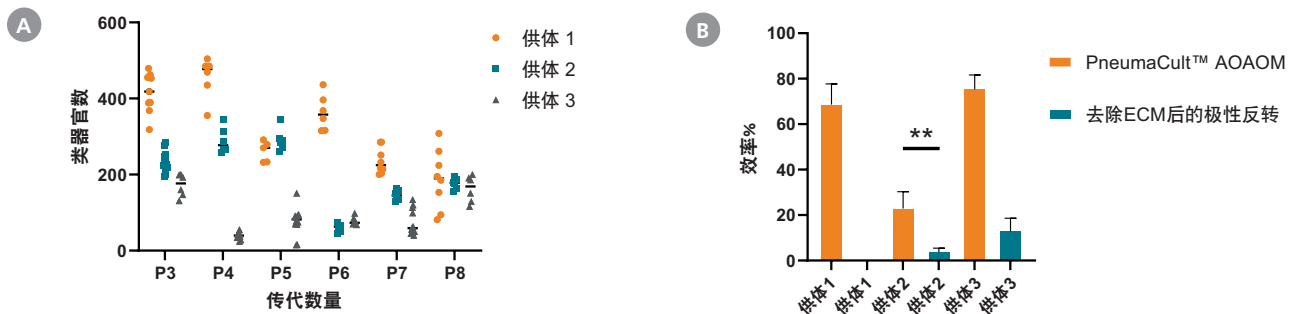 A
600
400
200
0
类器官数
P3 P4 P5 P6 P7 P8
传代数量
供体 1
供体 2
供体 3
B
100
80
60
40
20
0
效率%
**
供体1 供体1 供体2 供体2 供体3 供体3
PneumaCult™ AOAOM
去除ECM后的极性反转